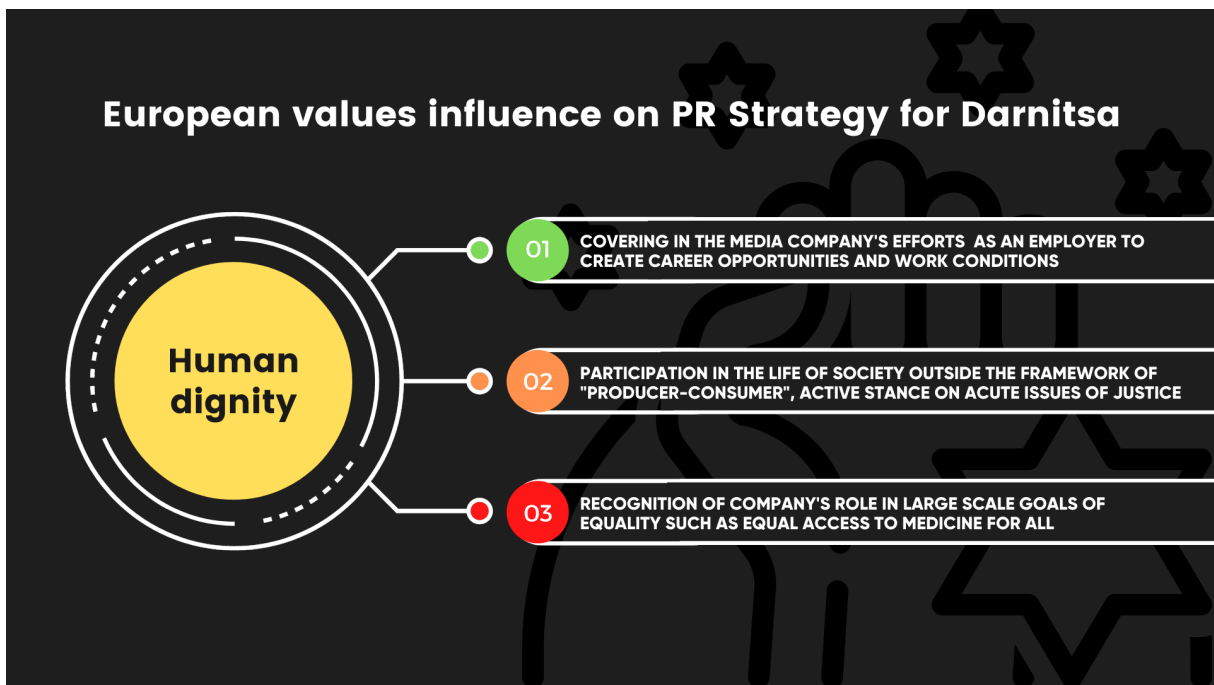 European values influence on PR Strategy for Darnitsa
Human
dignity
01
COVERING IN THE MEDIA COMPANY'S EFFORTS  AS AN EMPLOYER TO
CREATE CAREER OPPORTUNITIES AND WORK CONDITIONS
02
PARTICIPATION IN THE LIFE OF SOCIETY OUTSIDE THE FRAMEWORK OF
"PRODUCER-CONSUMER", ACTIVE STANCE ON ACUTE ISSUES OF JUSTICE
03
RECOGNITION OF COMPANY'S ROLE IN LARGE SCALE GOALS OF
EQUALITY SUCH AS EQUAL ACCESS TO MEDICINE FOR ALL